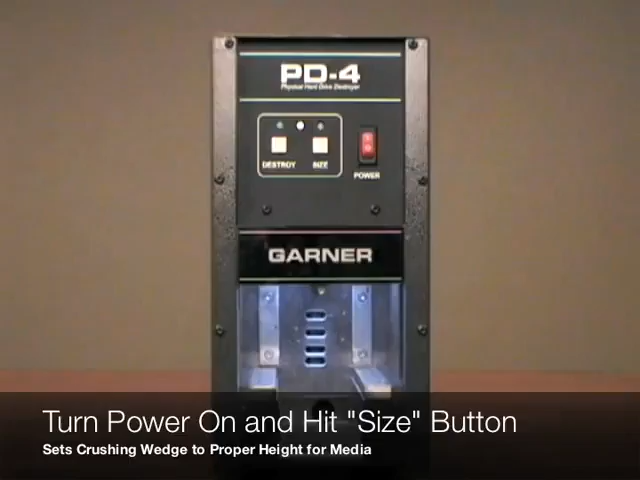 PD-4
Physical Hard Drive Destroyer
DESTROY SIZE
POWER
GARNER
Turn Power On and Hit "Size" Button
Sets Crushing Wedge to Proper Height for Media